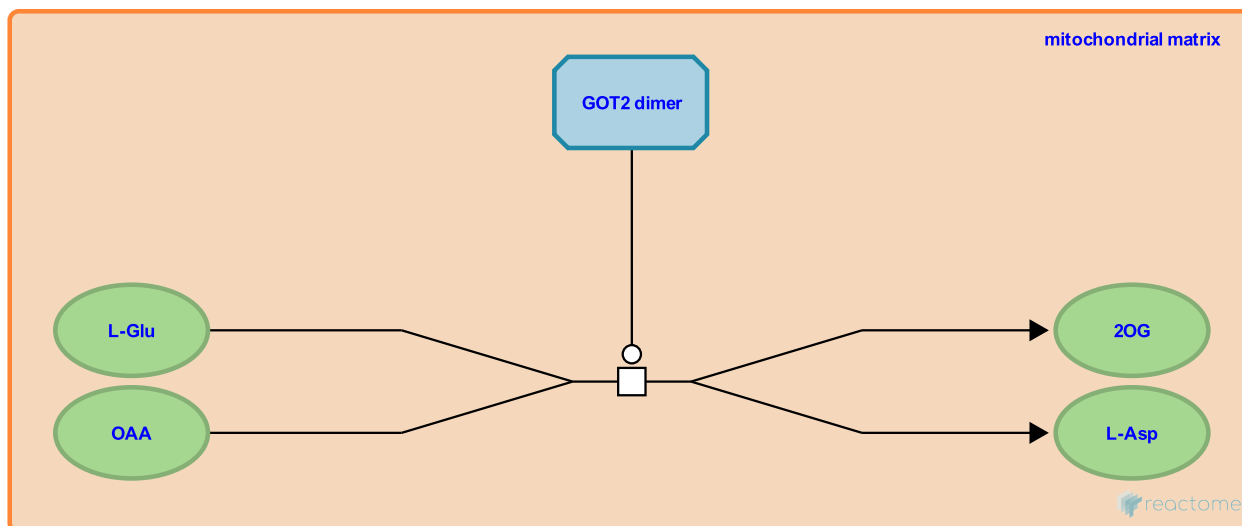 mitochondrial matrix
GOT2 dimer
L-Glu
2OG
OAA
L-Asp
reactome